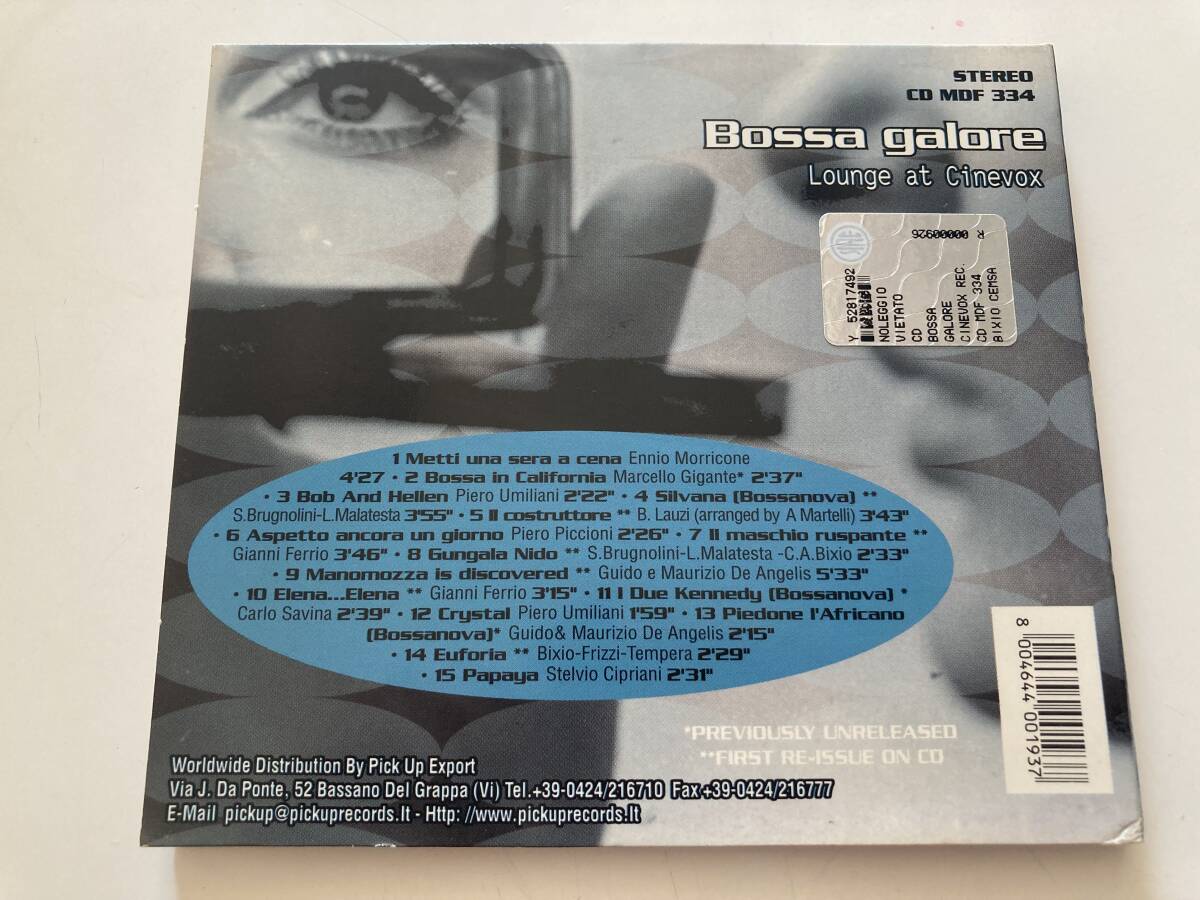 STEREO
CD MDF 334
Bossa galore
Lounge at Cinevox
R 00000926
SIAE
Y 52817492
NOLEGGIO
VIETATO
CD
BOSSA
GALORE
CINEVOX REC.
CD MDF 334
BIXIO CEMSA
1 Metti una sera a cena Ennio Morricone
4'27 · 2 Bossa in California Marcello Gigante* 2'37"
· 3 Bob And Hellen Piero Umiliani 2'22" · 4 Silvana (Bossanova) **
S.Brugnolini-L.Malatesta 3'55" · 5 Il costruttore ** B. Lauzi (arranged by A Martelli) 3'43"
· 6 Aspetto ancora un giorno Piero Piccioni 2'26" · 7 Il maschio ruspante **
Gianni Ferrio 3'46" · 8 Gungala Nido ** S.Brugnolini-L.Malatesta -C.A.Bixio 2'33"
· 9 Manomozza is discovered ** Guido e Maurizio De Angelis 5'33"
· 10 Elena...Elena ** Gianni Ferrio 3'15" · 11 I Due Kennedy (Bossanova) *
Carlo Savina 2'39" · 12 Crystal Piero Umiliani 1'59" · 13 Piedone l'Africano
(Bossanova)* Guido& Maurizio De Angelis 2'15"
· 14 Euforia ** Bixio-Frizzi-Tempera 2'29"
· 15 Papaya Stelvio Cipriani 2'31"
*PREVIOUSLY UNRELEASED
**FIRST RE-ISSUE ON CD
8 004644 001937
Worldwide Distribution By Pick Up Export
Via J. Da Ponte, 52 Bassano Del Grappa (Vi) Tel.+39-0424/216710 Fax+39-0424/216777
E-Mail pickup@pickuprecords.It - Http: //www.pickuprecords.It